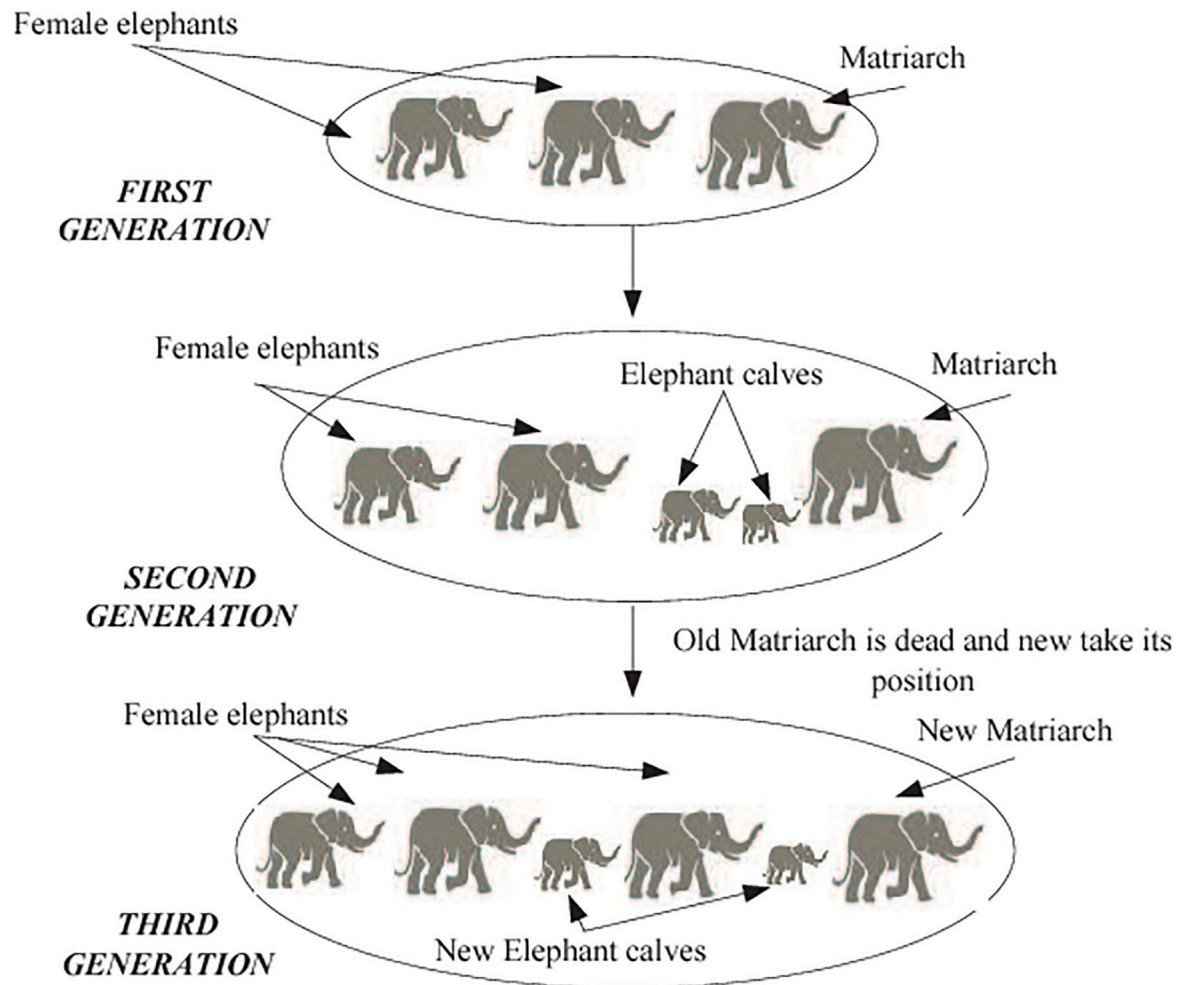 Female elephants
Matriarch
FIRST
GENERATION
Female elephants
Elephant calves
Matriarch
SECOND
GENERATION
Old Matriarch is dead and new take its
position
Female elephants
New Matriarch
New Elephant calves
THIRD
GENERATION